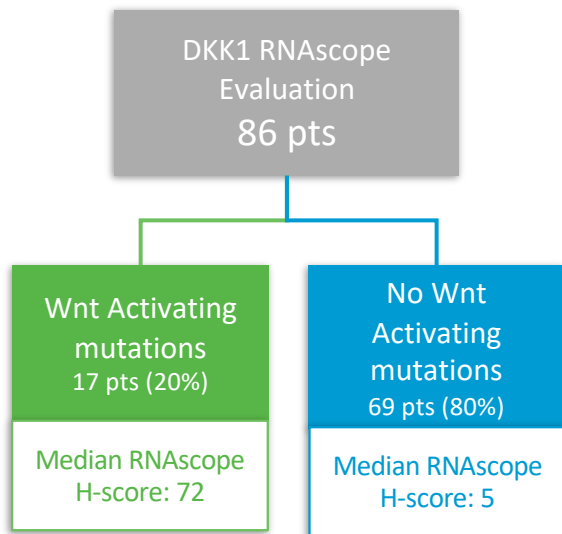 DKK1 RNAscope
Evaluation
86 pts
Wnt Activating
mutations
17 pts (20%)
Median RNAscope
H-score: 72
No Wnt
Activating
mutations
69 pts (80%)
Median RNAscope
H-score: 5